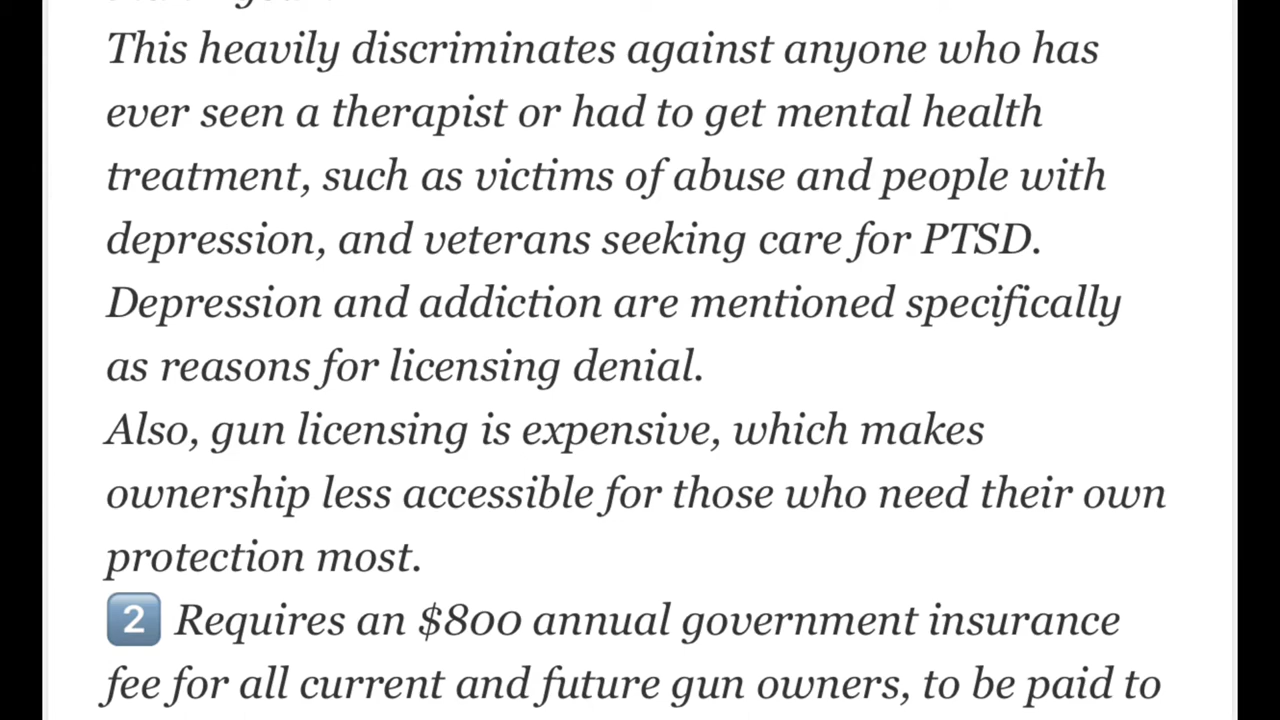 This heavily discriminates against anyone who has
ever seen a therapist or had to get mental health
treatment, such as victims of abuse and people with
depression, and veterans seeking care for PTSD.
Depression and addiction are mentioned specifically
as reasons for licensing denial.
Also, gun licensing is expensive, which makes
ownership less accessible for those who need their own
protection most.
2 Requires an $800 annual government insurance
fee for all current and future gun owners, to be paid to